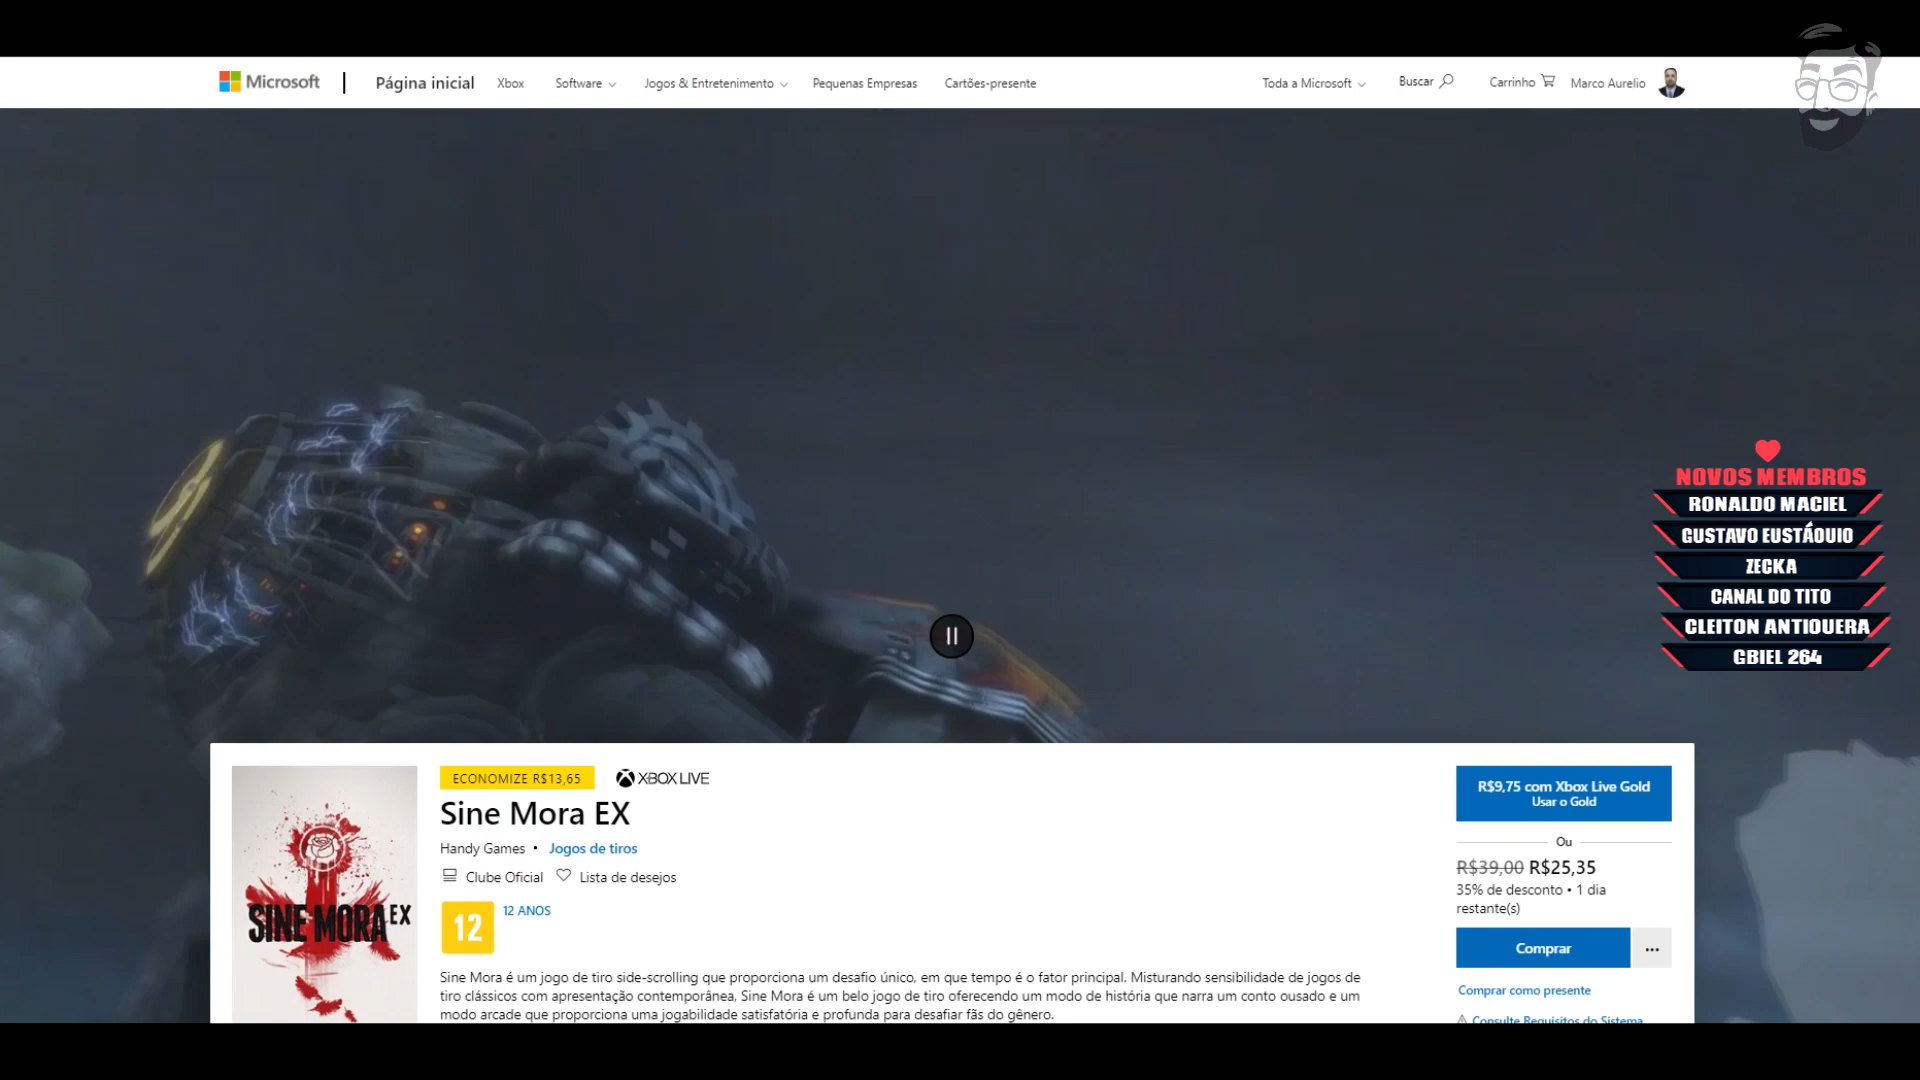 Microsoft
Página inicial
Xbox
Software
Jogos & Entretenimento
Pequenas Empresas
Cartões-presente
Toda a Microsoft
Buscar
Carrinho
Marco Aurelio
NOVOS MEMBROS
RONALDO MACIEL
GUSTAVO EUSTÁQUIO
ZECKA
CANAL DO TITO
CLEITON ANTIQUERA
GBIEL 264
ECONOMIZE R$13,65
XBOX LIVE
Sine Mora EX
Handy Games • Jogos de tiros
Clube Oficial
Lista de desejos
12
12 ANOS
SINE MORA EX
Sine Mora é um jogo de tiro side-scrolling que proporciona um desafio único, em que tempo é o fator principal. Misturando sensibilidade de jogos de
tiro clássicos com apresentação contemporânea, Sine Mora é um belo jogo de tiro oferecendo um modo de história que narra um conto ousado e um
modo arcade que proporciona uma jogabilidade satisfatória e profunda para desafiar fãs do gênero.
R$9,75 com Xbox Live Gold
Usar o Gold
Ou
R$39,00 R$25,35
35% de desconto • 1 dia
restante(s)
Comprar
...
Comprar como presente
Consulte Requisitos do Sistema